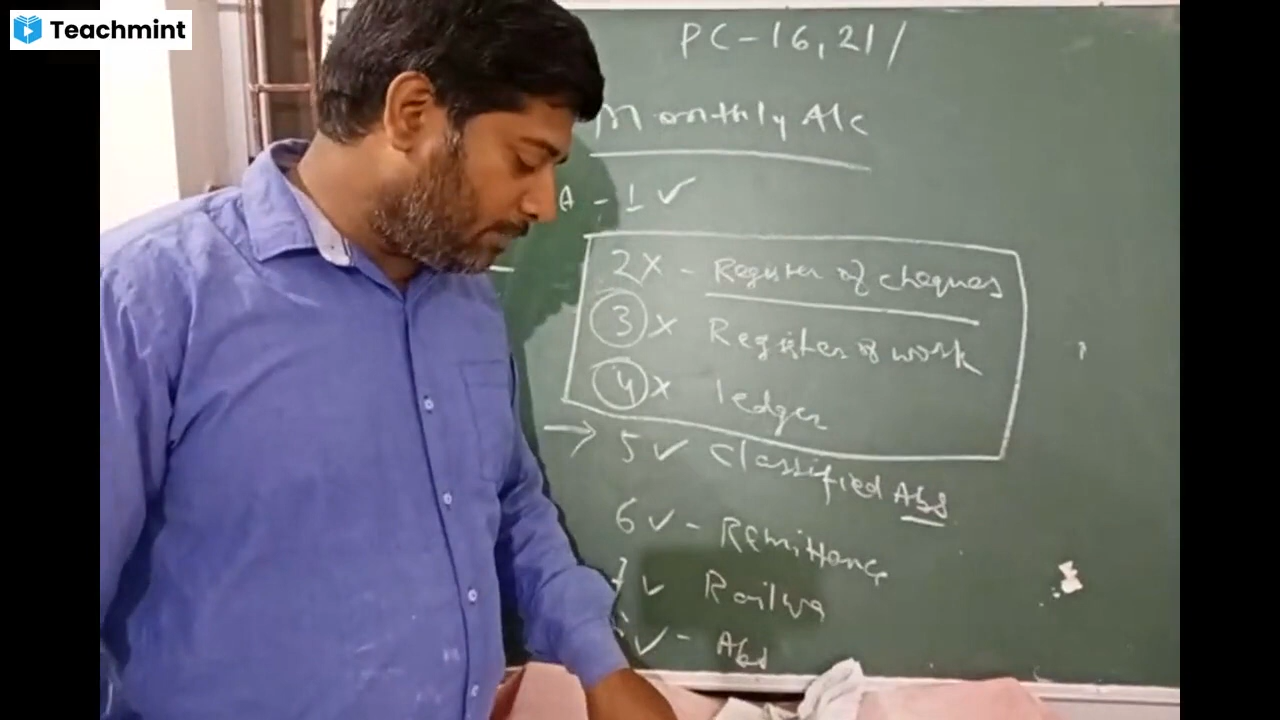 Teachmint
PC-16, 21/
Monthly A/c
A - 1 ✓
2 X - Register of cheques
3 X Register of work
4 X ledger
→ 5 ✓ Classified Abs
6 ✓ - Remittance
7 ✓ Railway
✓ - Abs